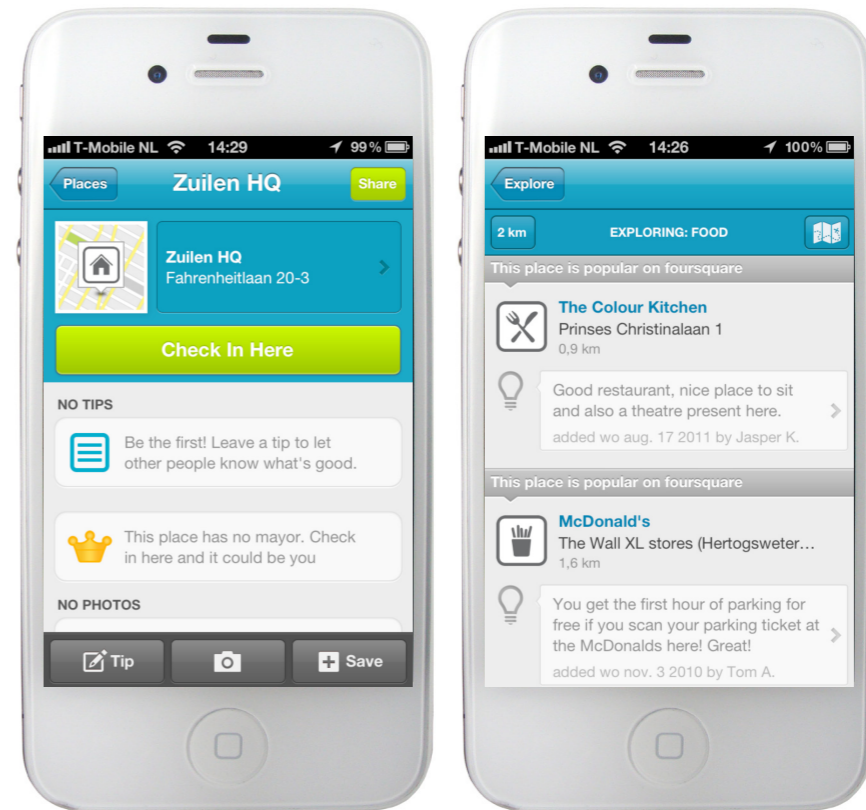 T-Mobile NL 14:29 99%
Places Zuilen HQ Share
Zuilen HQ
Fahrenheitlaan 20-3
Check In Here
NO TIPS
Be the first! Leave a tip to let
other people know what's good.
This place has no mayor. Check
in here and it could be you
NO PHOTOS
Tip Save
T-Mobile NL 14:26 100%
Explore
2 km EXPLORING: FOOD
This place is popular on foursquare
The Colour Kitchen
Prinses Christinalaan 1
0,9 km
Good restaurant, nice place to sit
and also a theatre present here.
added wo aug. 17 2011 by Jasper K.
This place is popular on foursquare
McDonald's
The Wall XL stores (Hertogsweter…
1,6 km
You get the first hour of parking for
free if you scan your parking ticket at
the McDonalds here! Great!
added wo nov. 3 2010 by Tom A.